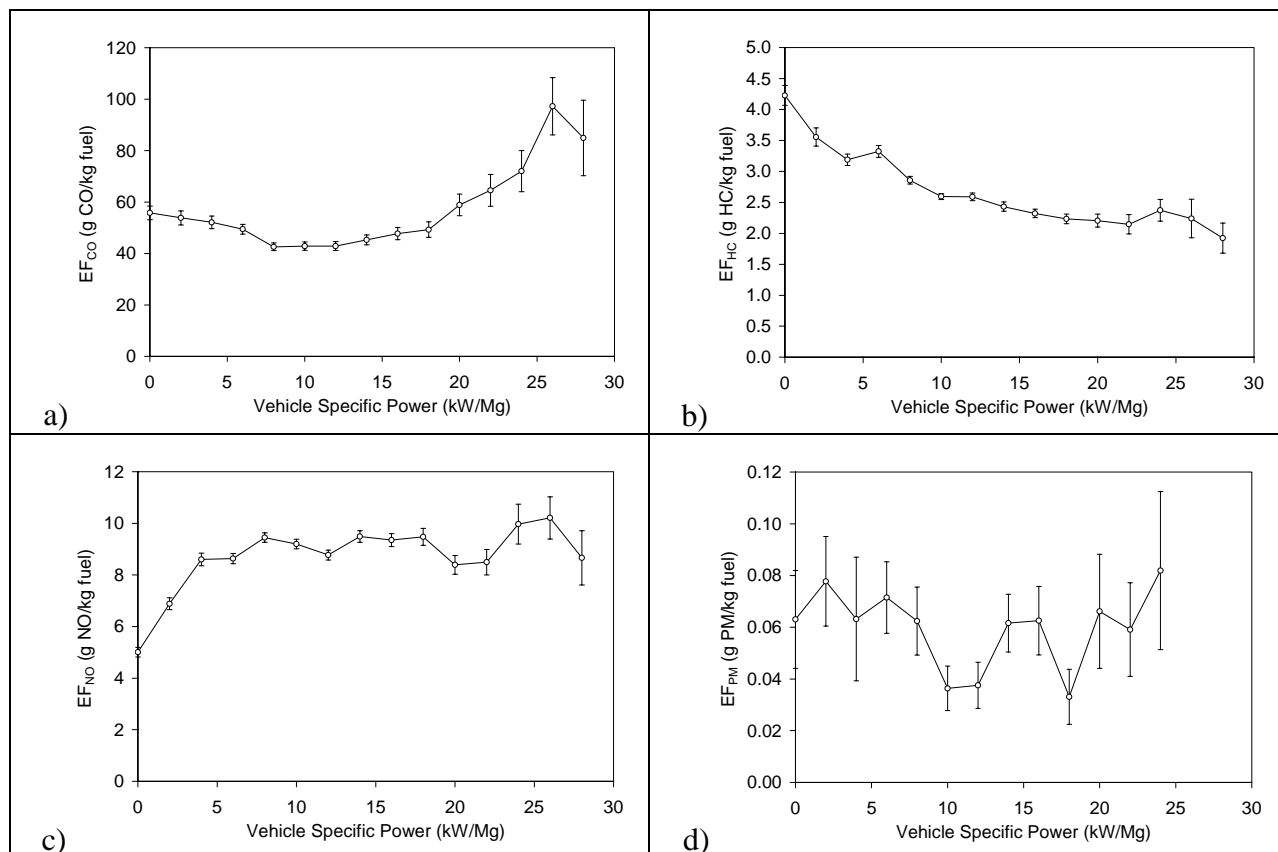 120
100
80
60
40
20
0
EFCO (g CO/kg fuel)
0 5 10 15 20 25 30
Vehicle Specific Power (kW/Mg)
a)
5.0
4.5
4.0
3.5
3.0
2.5
2.0
1.5
1.0
0.5
0.0
EFHC (g HC/kg fuel)
0 5 10 15 20 25 30
Vehicle Specific Power (kW/Mg)
b)
12
10
8
6
4
2
0
EFNO (g NO/kg fuel)
0 5 10 15 20 25 30
Vehicle Specific Power (kW/Mg)
c)
0.12
0.10
0.08
0.06
0.04
0.02
0.00
EFPM (g PM/kg fuel)
0 5 10 15 20 25 30
Vehicle Specific Power (kW/Mg)
d)